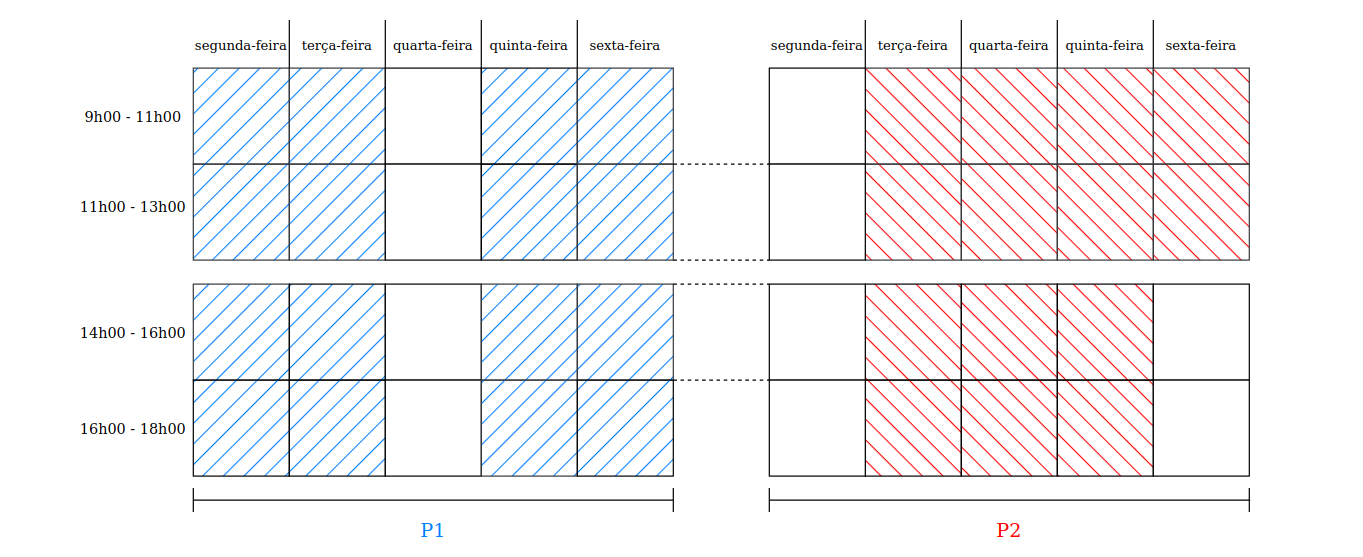 segunda-feira terça-feira quarta-feira quinta-feira sexta-feira segunda-feira terça-feira quarta-feira quinta-feira sexta-feira
9h00 - 11h00
11h00 - 13h00
14h00 - 16h00
16h00 - 18h00
P1 P2